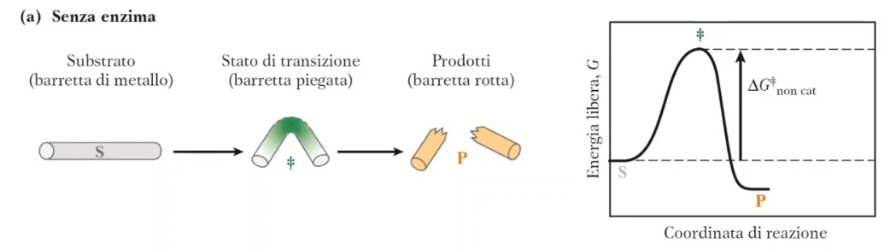 (a) Senza enzima
Substrato
(barretta di metallo)
Stato di transizione
(barretta piegata)
Prodotti
(barretta rotta)
S
‡
P
Energia libera, G
‡
ΔG‡non cat
S
P
Coordinata di reazione